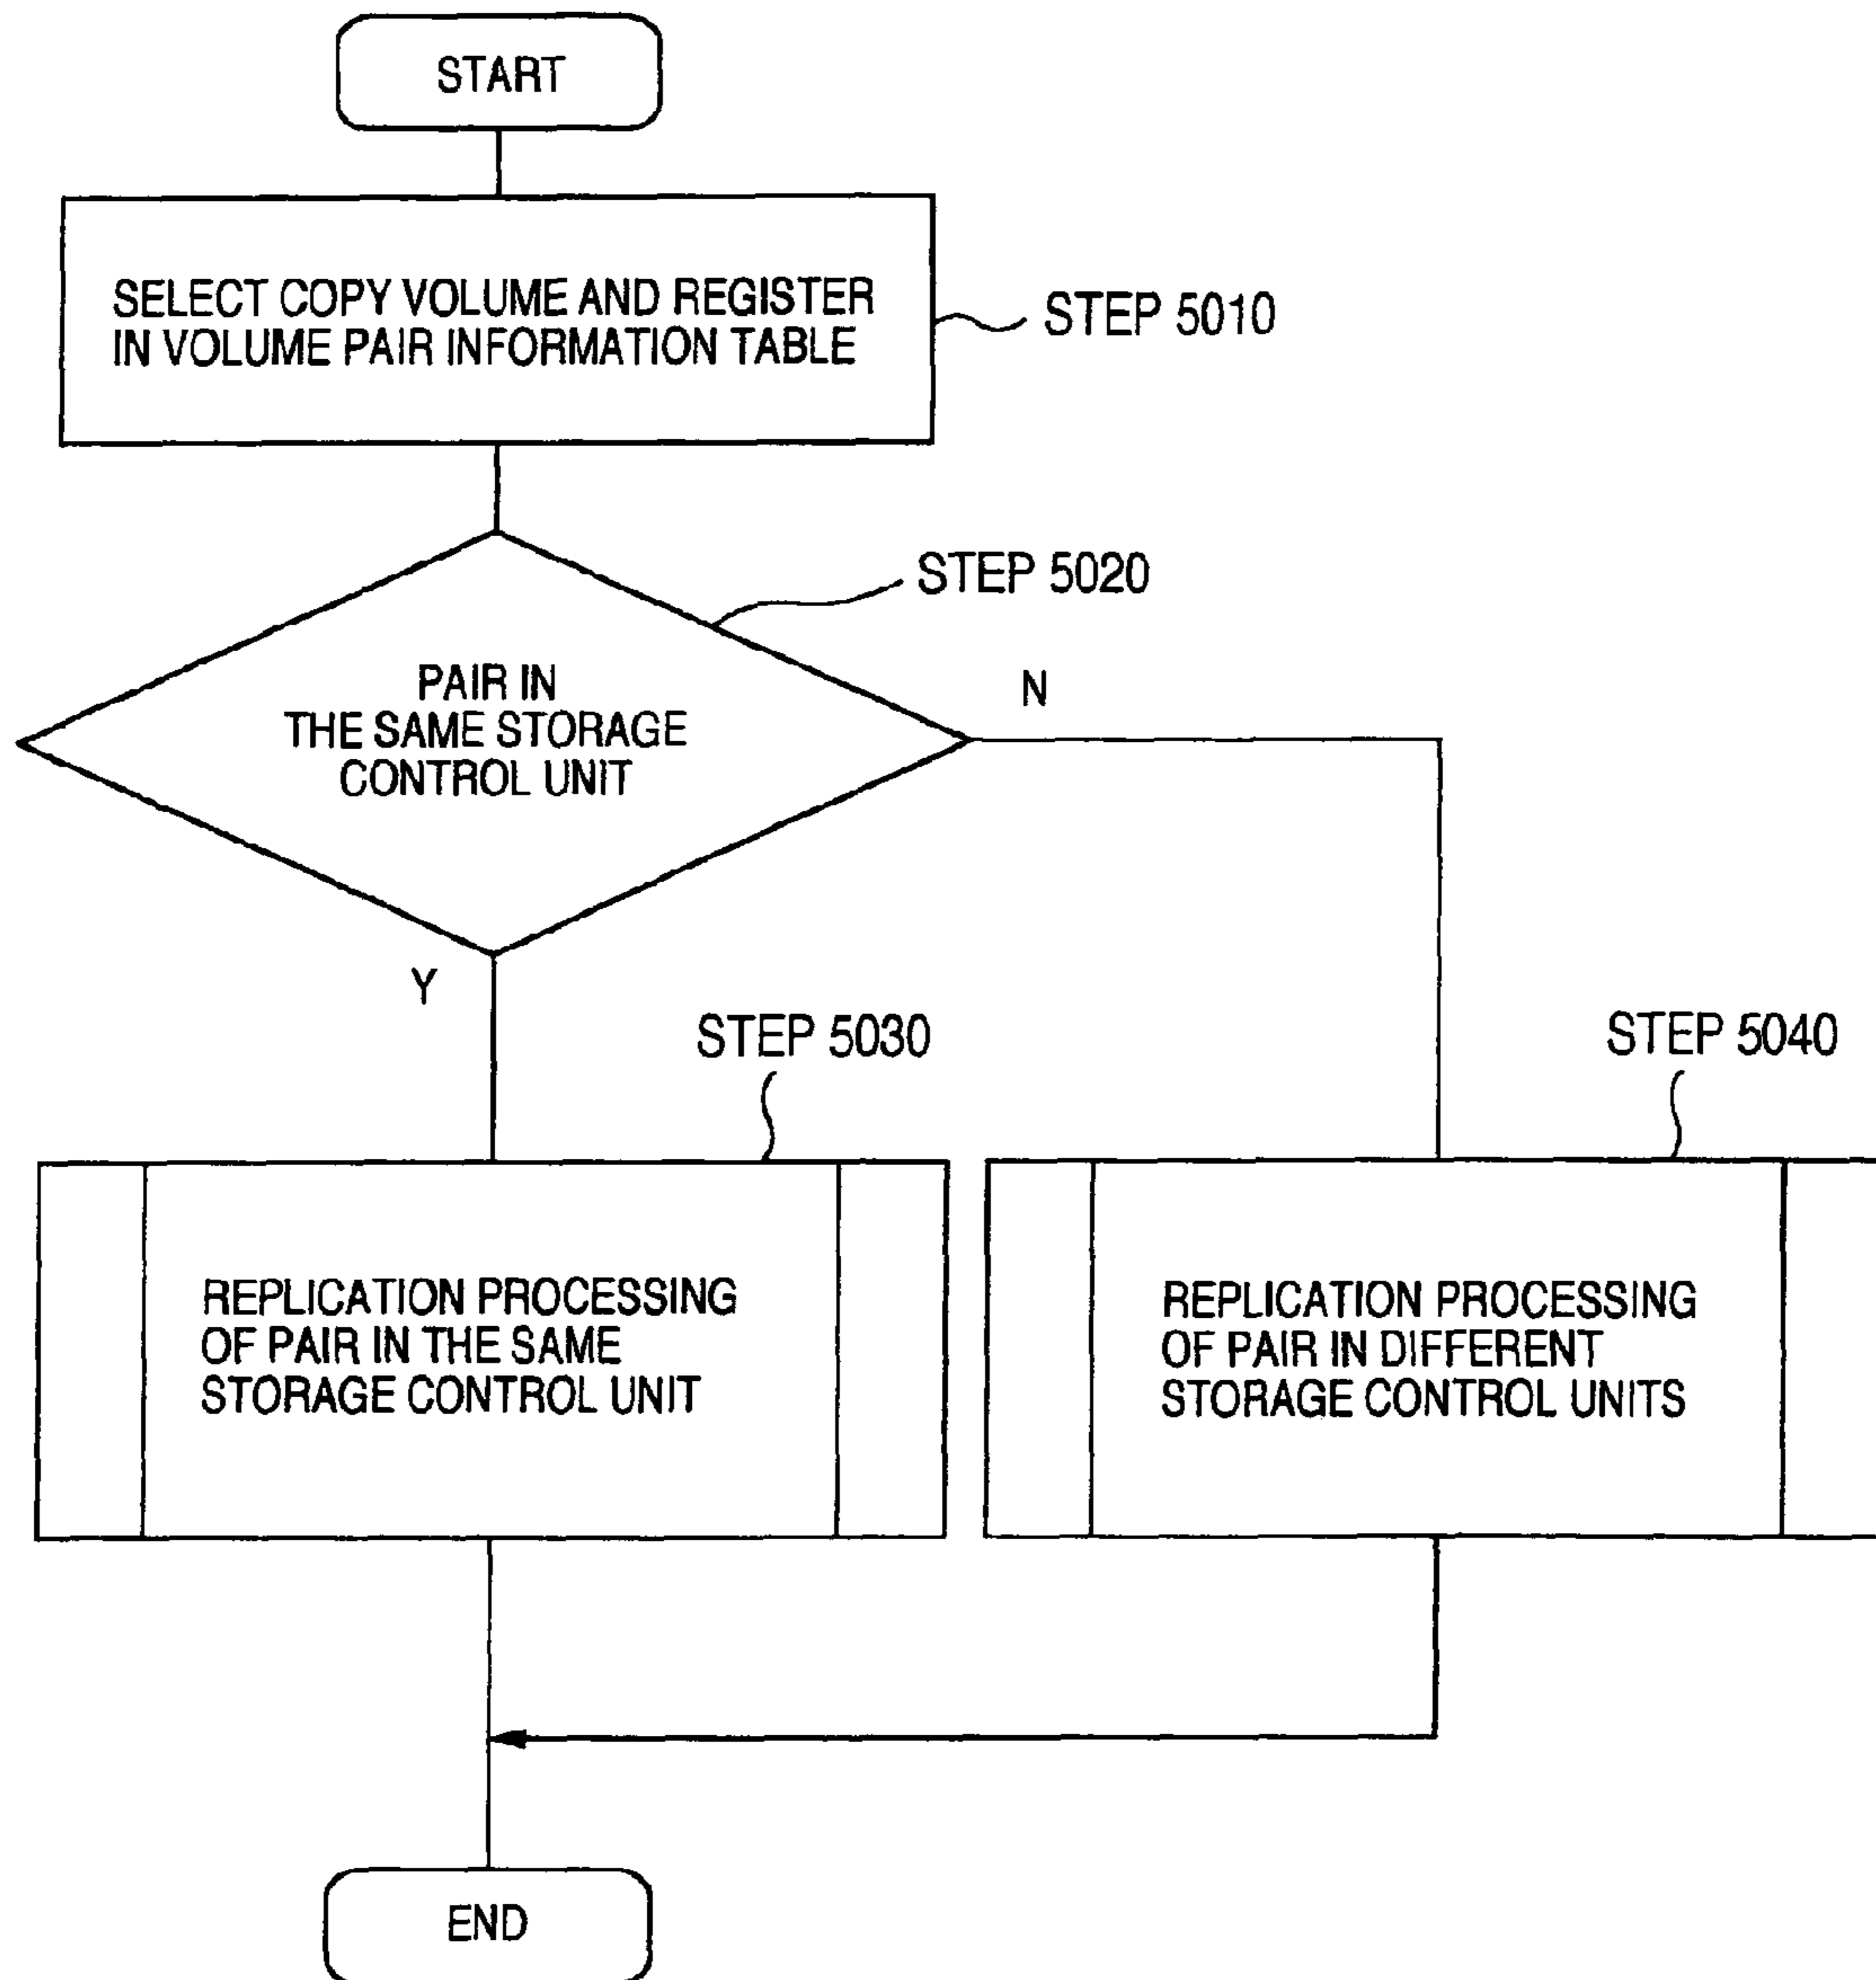 START
SELECT COPY VOLUME AND REGISTER
IN VOLUME PAIR INFORMATION TABLE
STEP 5010
STEP 5020
PAIR IN
THE SAME STORAGE
CONTROL UNIT
N
Y
STEP 5030
STEP 5040
REPLICATION PROCESSING
OF PAIR IN THE SAME
STORAGE CONTROL UNIT
REPLICATION PROCESSING
OF PAIR IN DIFFERENT
STORAGE CONTROL UNITS
END